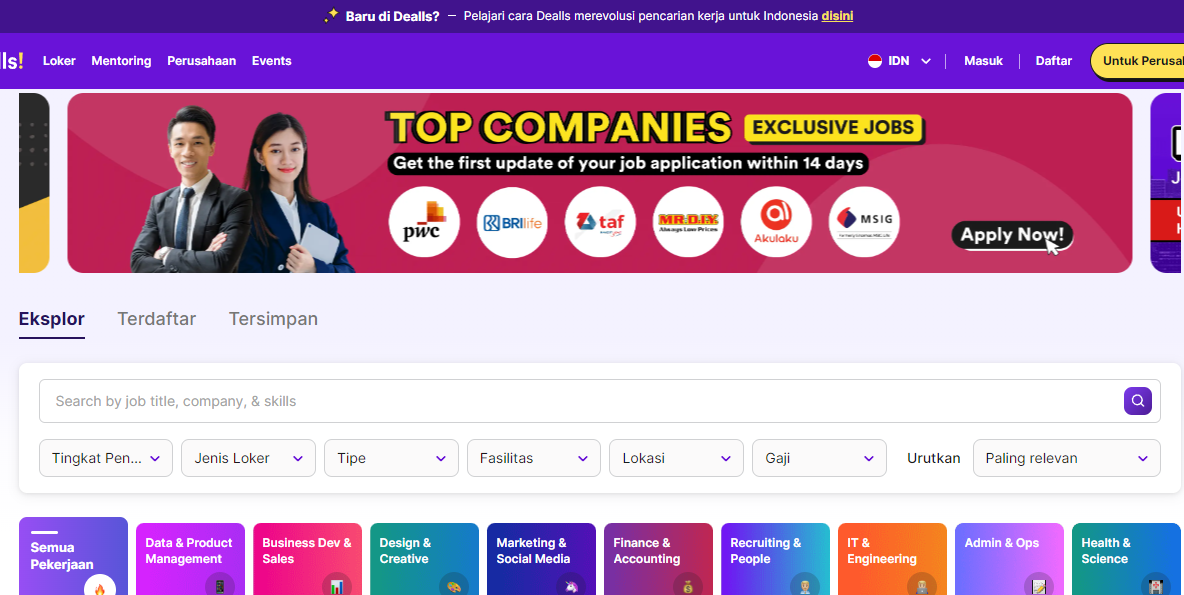 Baru di Dealls? — Pelajari cara Dealls merevolusi pencarian kerja untuk Indonesia disini
lls! Loker Mentoring Perusahaan Events IDN Masuk Daftar Untuk Perusa
TOP COMPANIES EXCLUSIVE JOBS
Get the first update of your job application within 14 days
pwc BRI life taf MR.D.I.Y. Always Low Prices Akulaku MSIG
Apply Now!
Eksplor Terdaftar Tersimpan
Search by job title, company, & skills
Tingkat Pen... Jenis Loker Tipe Fasilitas Lokasi Gaji Urutkan Paling relevan
Semua Pekerjaan
Data & Product Management
Business Dev & Sales
Design & Creative
Marketing & Social Media
Finance & Accounting
Recruiting & People
IT & Engineering
Admin & Ops
Health & Science